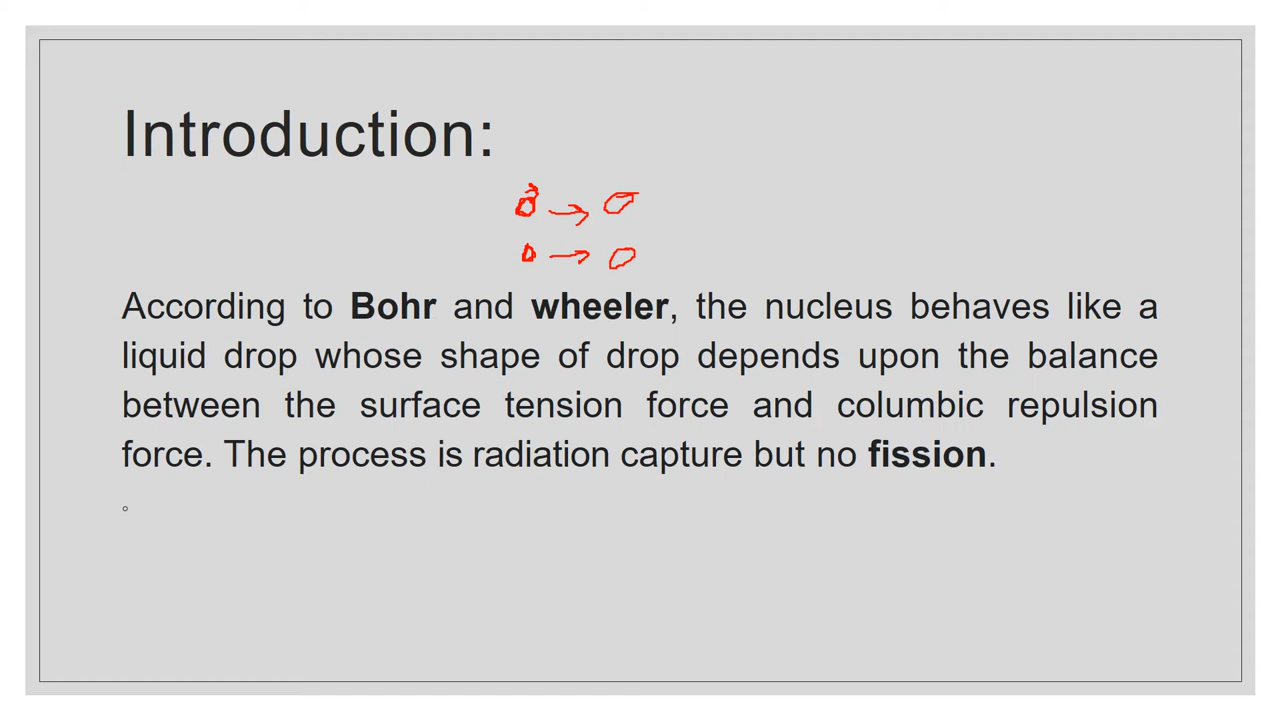 Introduction:
According to Bohr and wheeler, the nucleus behaves like a
liquid drop whose shape of drop depends upon the balance
between the surface tension force and columbic repulsion
force. The process is radiation capture but no fission.